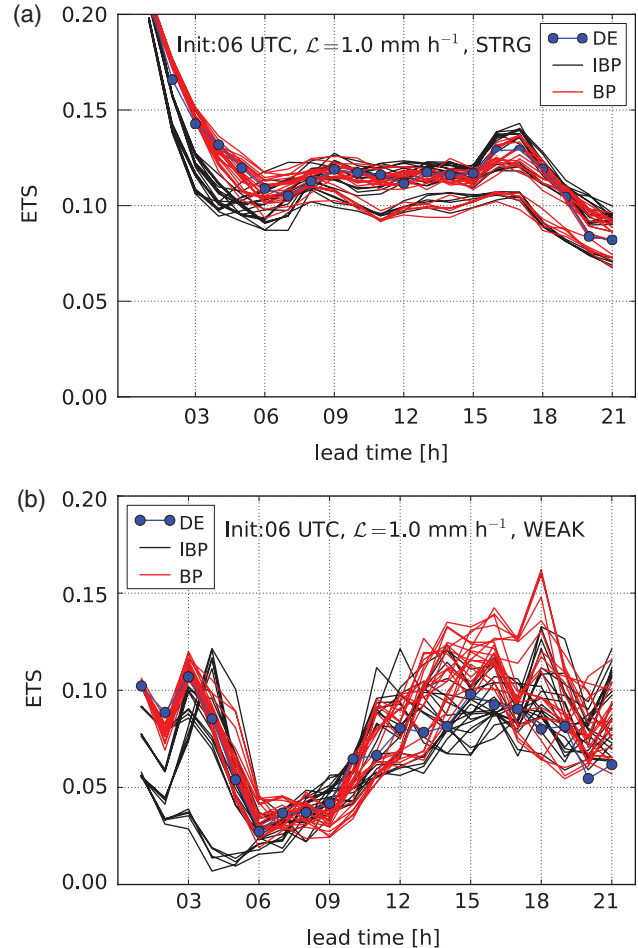 (a)
Init:06 UTC, ℒ=1.0 mm h⁻¹, STRG
DE
IBP
BP
0.20
0.15
0.10
0.05
0.00
ETS
03 06 09 12 15 18 21
lead time [h]
(b)
DE
IBP
BP
Init:06 UTC, ℒ=1.0 mm h⁻¹, WEAK
0.20
0.15
0.10
0.05
0.00
ETS
03 06 09 12 15 18 21
lead time [h]